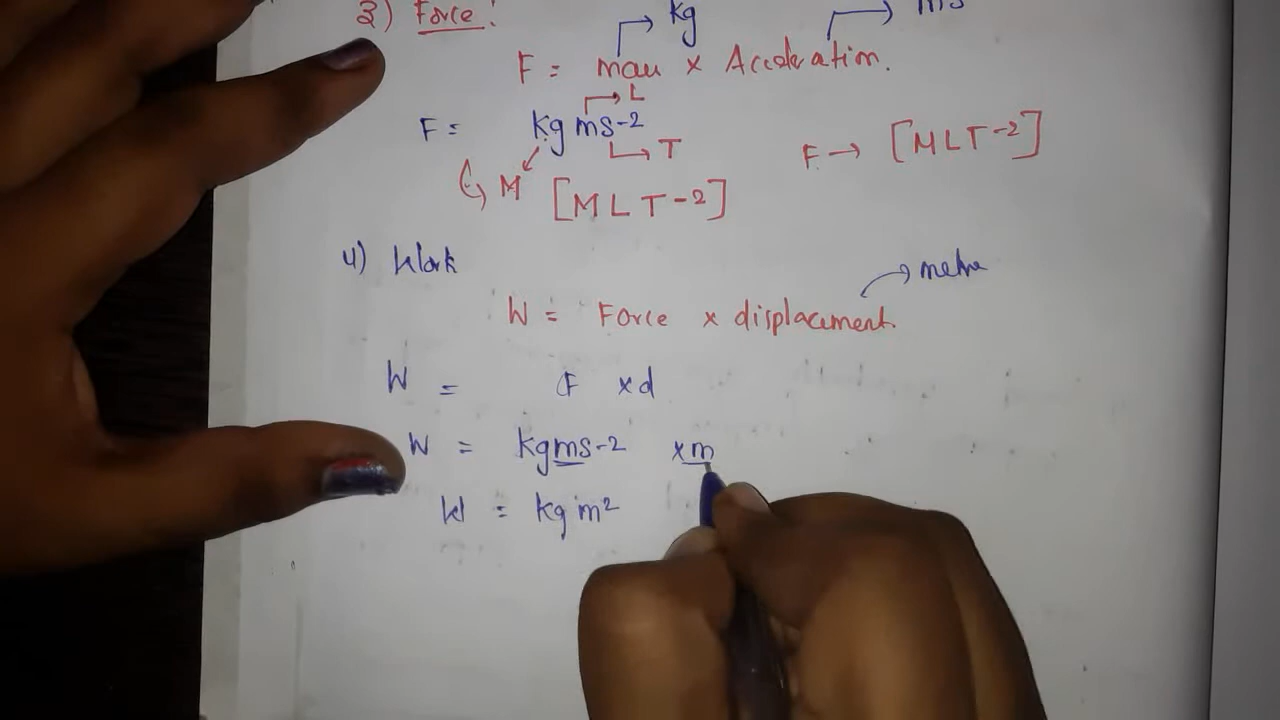 3) Force:
kg
F = mass × Acceleration.
L
F = kg ms-2
T
F → [MLT-2]
M [MLT-2]
4) Work
metre
W = Force × displacement.
W = F × d
W = kgms-2 × m
W = kg m²